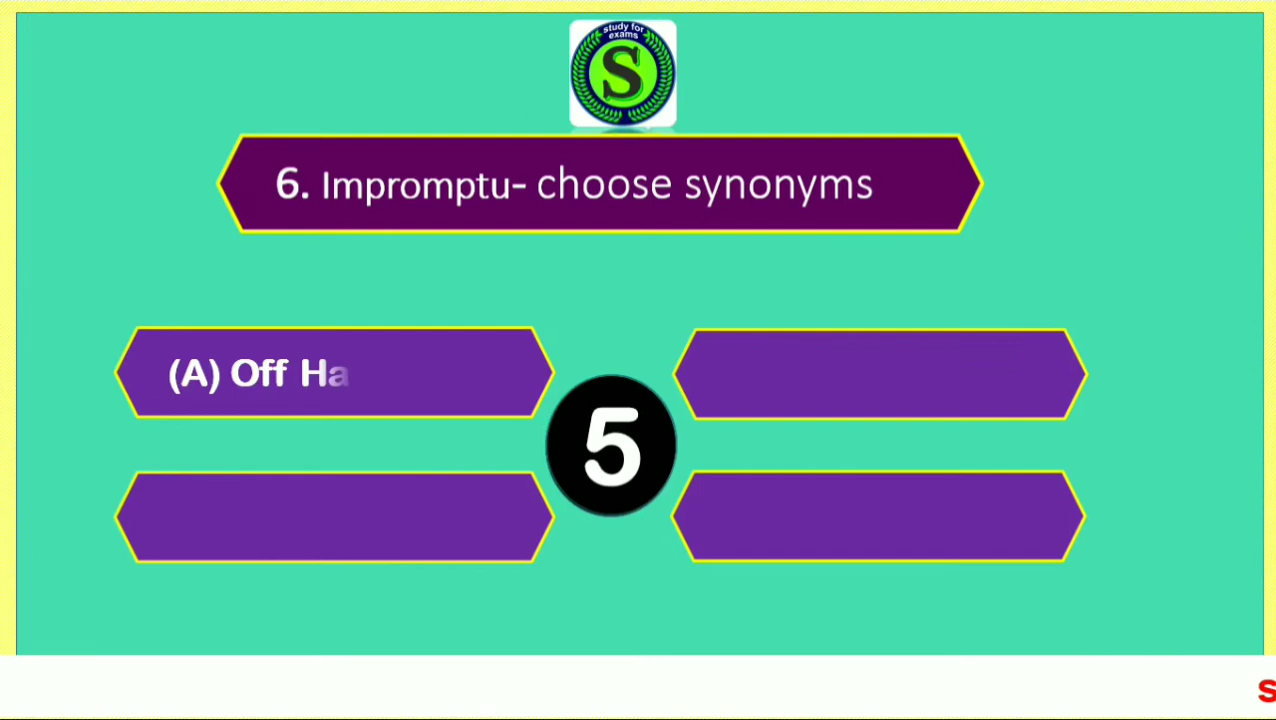 study for
exams
S
6. Impromptu- choose synonyms
(A) Off Ha
5
S